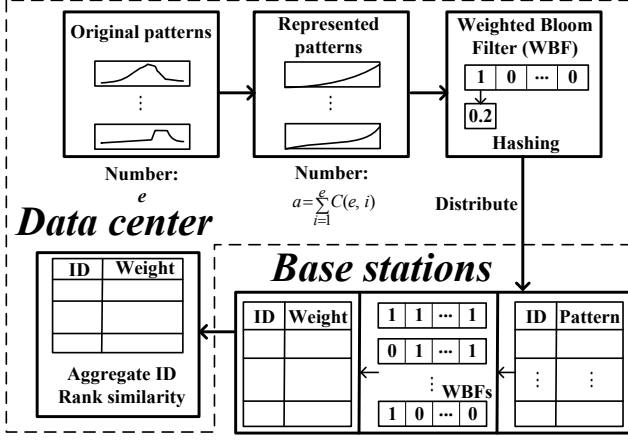 Original patterns
⋮
Number:
e
Represented patterns
⋮
Number:
a=∑C(e, i)
e
i=1
Weighted Bloom
Filter (WBF)
1 0 ··· 0
0.2
Hashing
Data center
Distribute
Base stations
ID Weight
Aggregate ID
Rank similarity
ID Weight
1 1 ··· 1
0 1 ··· 1
⋮ WBFs
1 0 ··· 0
ID Pattern
⋮ ⋮